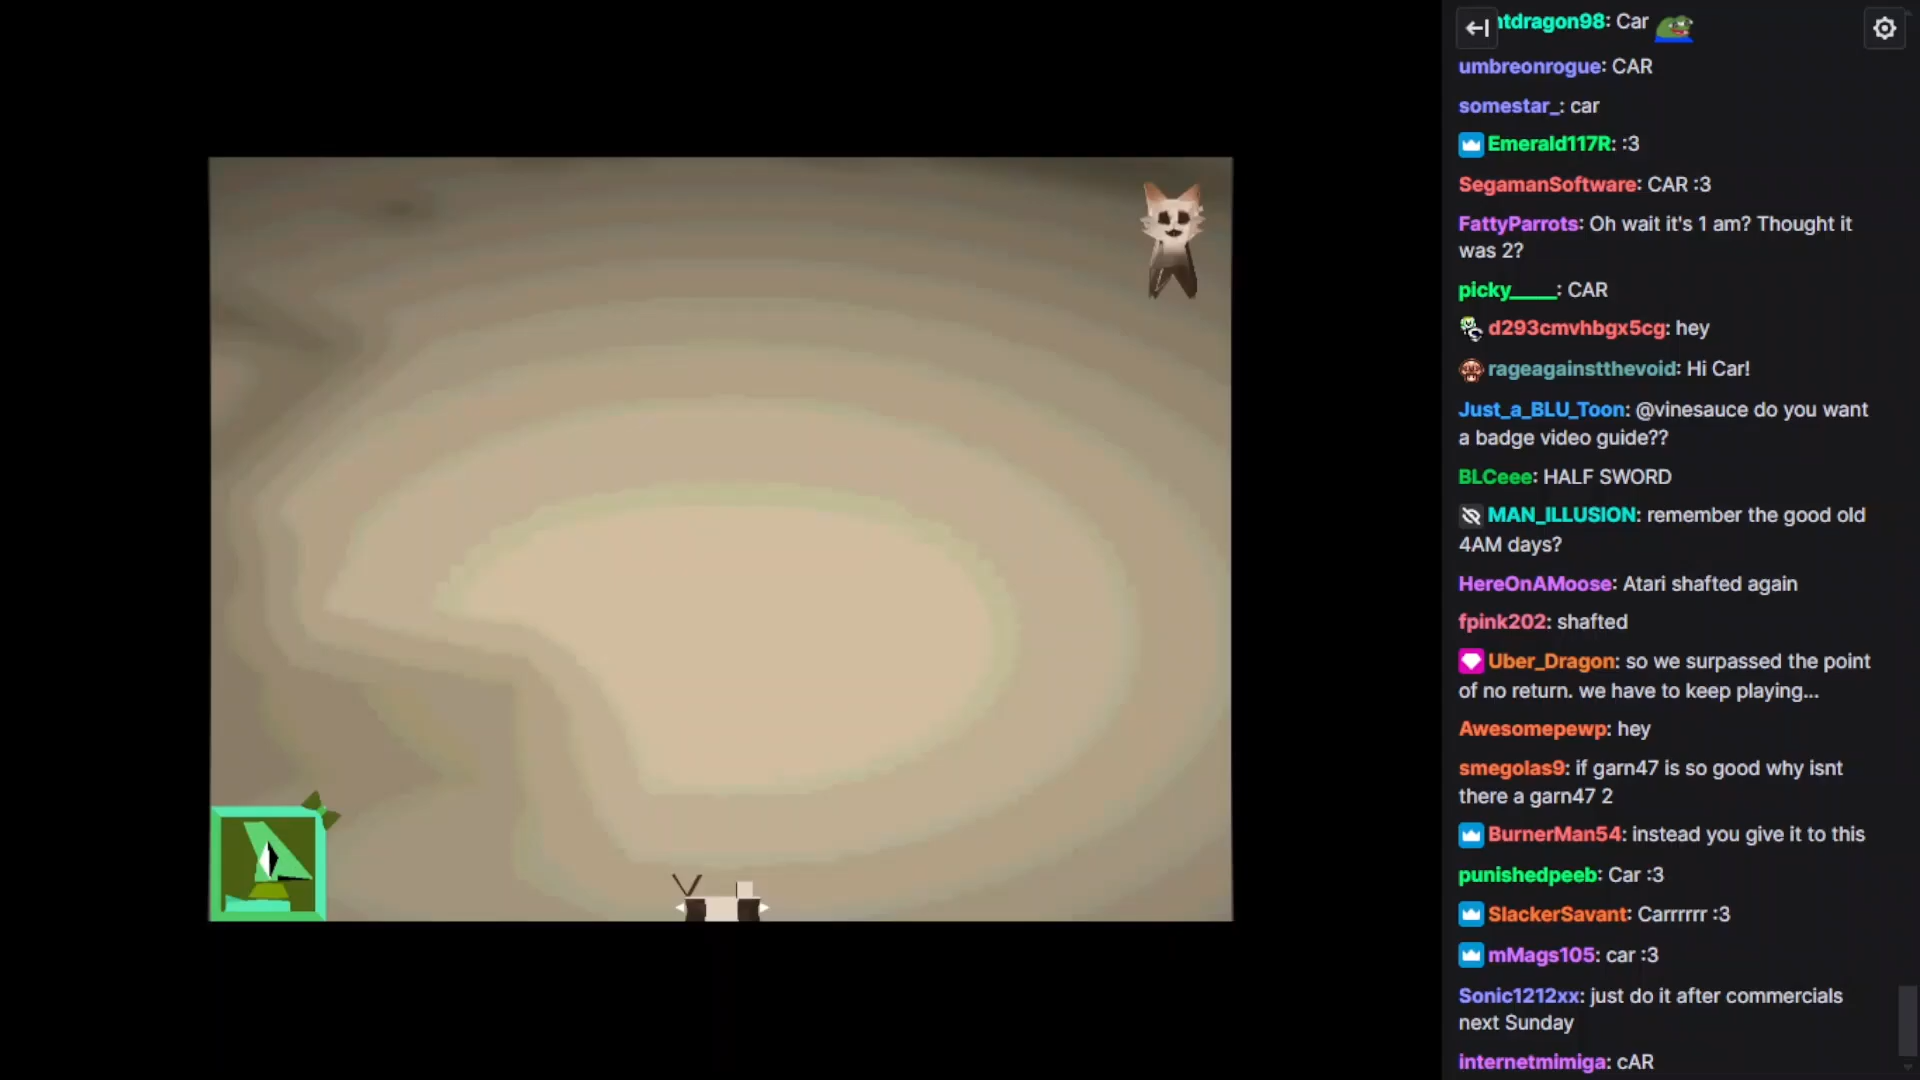 ntdragon98: Car
umbreonrogue: CAR
somestar_: car
Emerald117R: :3
SegamanSoftware: CAR :3
FattyParrots: Oh wait it's 1 am? Thought it
was 2?
picky____: CAR
d293cmvhbgx5cg: hey
rageagainstthevoid: Hi Car!
Just_a_BLU_Toon: @vinesauce do you want
a badge video guide??
BLCeee: HALF SWORD
MAN_ILLUSION: remember the good old
4AM days?
HereOnAMoose: Atari shafted again
fpink202: shafted
Uber_Dragon: so we surpassed the point
of no return. we have to keep playing...
Awesomepewp: hey
smegolas9: if garn47 is so good why isnt
there a garn47 2
BurnerMan54: instead you give it to this
punishedpeeb: Car :3
SlackerSavant: Carrrrrr :3
mMags105: car :3
Sonic1212xx: just do it after commercials
next Sunday
internetmimiga: cAR